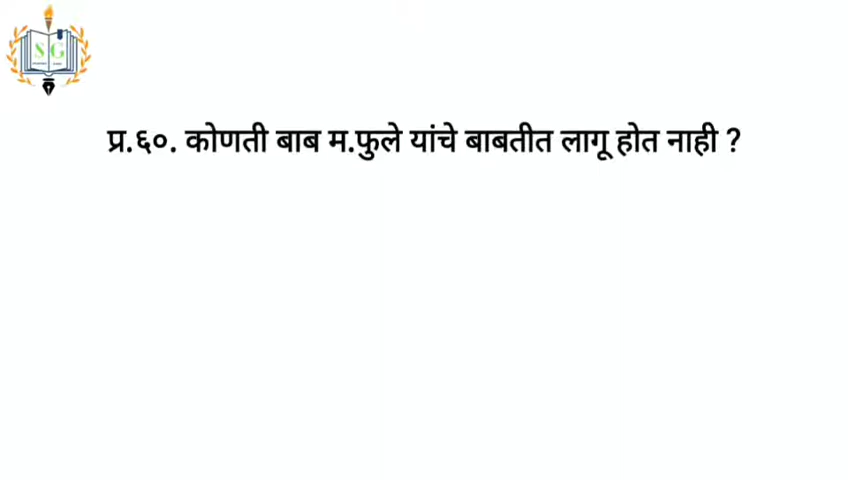 S G
प्र.६०. कोणती बाब म.फुले यांचे बाबतीत लागू होत नाही ?